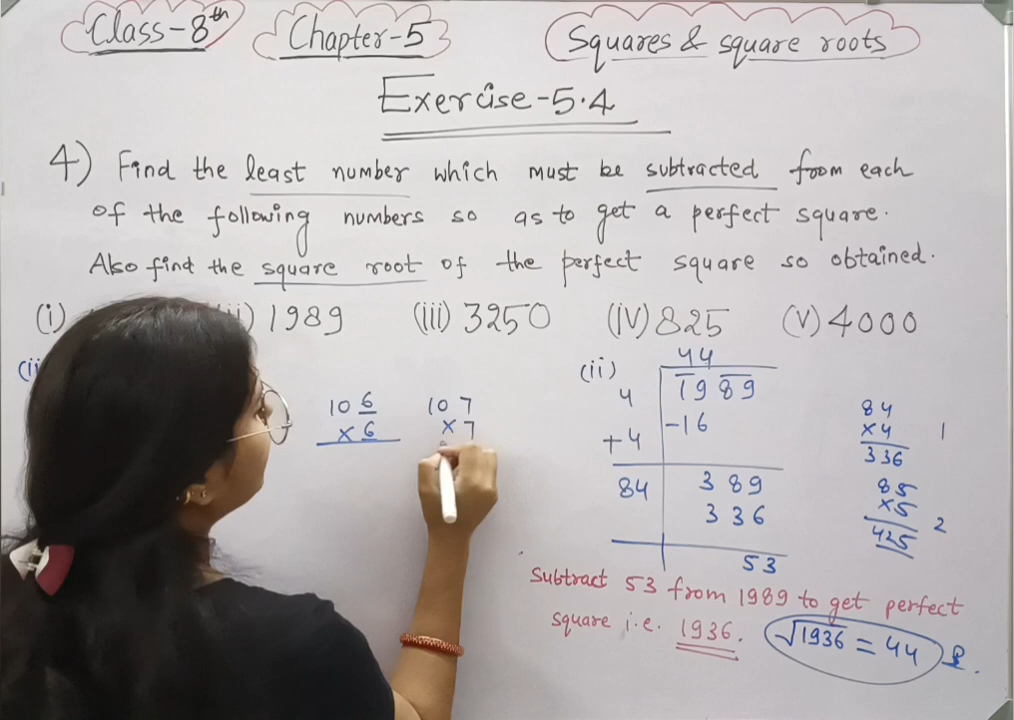 Class-8th Chapter-5 Squares & square roots
Exercise-5.4
4) Find the least number which must be subtracted from each
of the following numbers so as to get a perfect square.
Also find the square root of the perfect square so obtained.
(i) 1989 (iii) 3250 (iv) 825 (v) 4000
(ii) 44
4 1989
-16
+4
84 389
336
53
106
×6
107
×7
84
×4 1
336
85
×5 2
425
Subtract 53 from 1989 to get perfect
square i.e. 1936. √1936 = 44